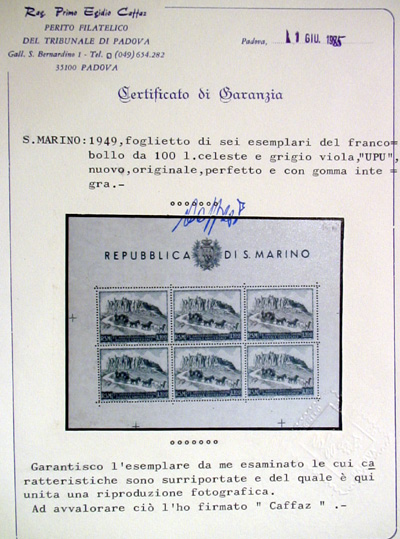 Rag. Primo Egidio Caffaz
PERITO FILATELICO
DEL TRIBUNALE DI PADOVA
Gall. S. Bernardino 1 - Tel. (049) 654.282
35100 PADOVA
Padova, 11 GIU. 1985
Certificato di Garanzia
S.MARINO:1949,foglietto di sei esemplari del franco=
bollo da 100 l.celeste e grigio viola,"UPU",
nuovo,originale,perfetto e con gomma inte =
gra.-
Caffaz
REPUBBLICA DI S. MARINO
Garantisco l'esemplare da me esaminato le cui ca
ratteristiche sono surriportate e del quale è qui
unita una riproduzione fotografica.
Ad avvalorare ciò l'ho firmato " Caffaz " .-